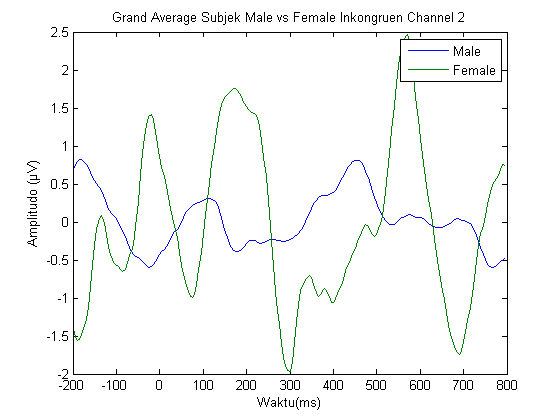 Grand Average Subjek Male vs Female Inkongruen Channel 2
2.5
2
1.5
1
0.5
0
-0.5
-1
-1.5
-2
Amplitudo (µV)
Male
Female
-200 -100 0 100 200 300 400 500 600 700 800
Waktu(ms)